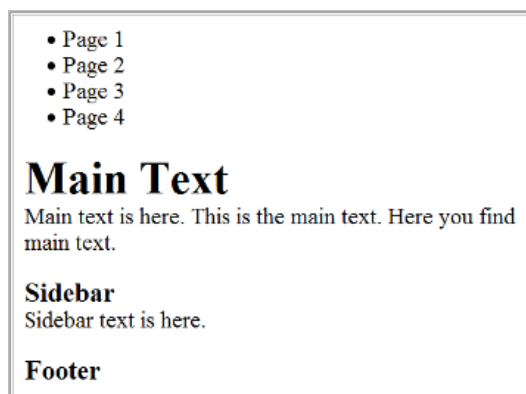 • Page 1
• Page 2
• Page 3
• Page 4
Main Text
Main text is here. This is the main text. Here you find
main text.
Sidebar
Sidebar text is here.
Footer